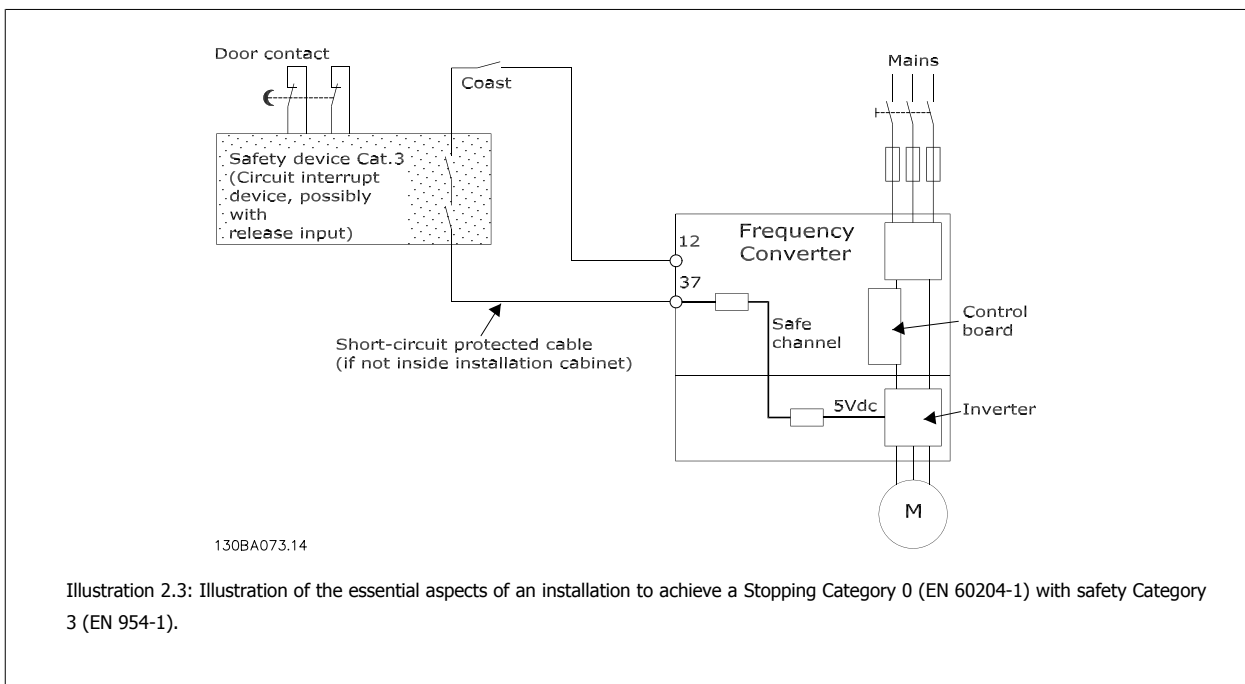 Door contact
Coast
Mains
Safety device Cat.3
(Circuit interrupt
device, possibly
with
release input)
12
Frequency
Converter
37
Safe
channel
Control
board
Short-circuit protected cable
(if not inside installation cabinet)
5Vdc
Inverter
M
130BA073.14
Illustration 2.3: Illustration of the essential aspects of an installation to achieve a Stopping Category 0 (EN 60204-1) with safety Category
3 (EN 954-1).